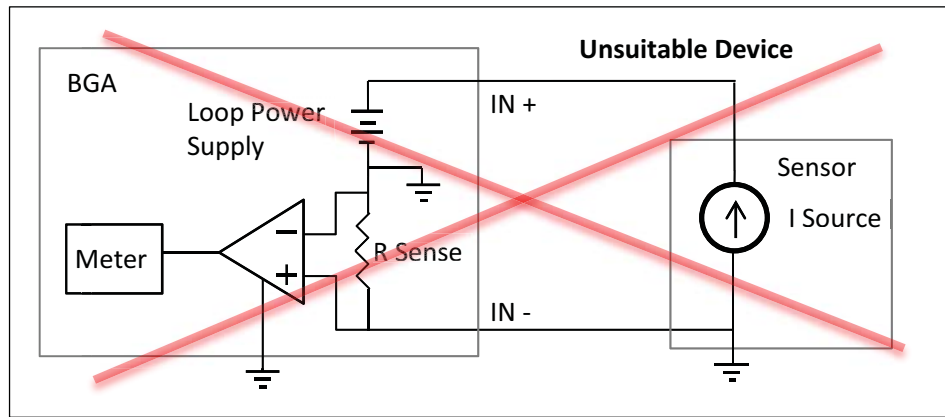 Unsuitable Device
BGA
IN +
Loop Power
Supply
Sensor
I Source
−
Meter
R Sense
+
IN -